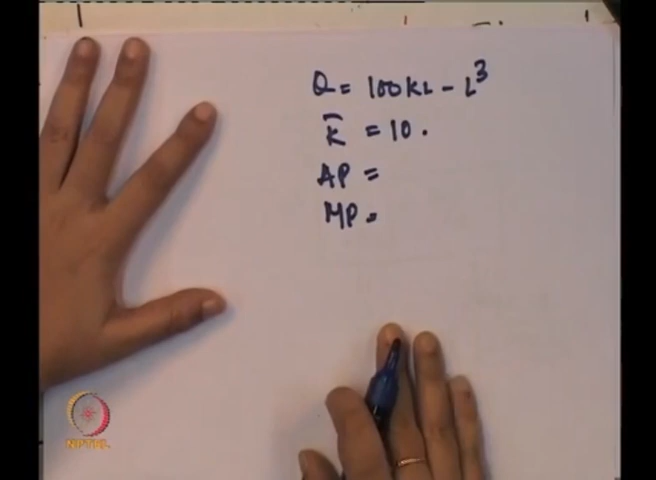 Q = 100KL - L³
K̄ = 10.
AP =
MP =
NPTEL